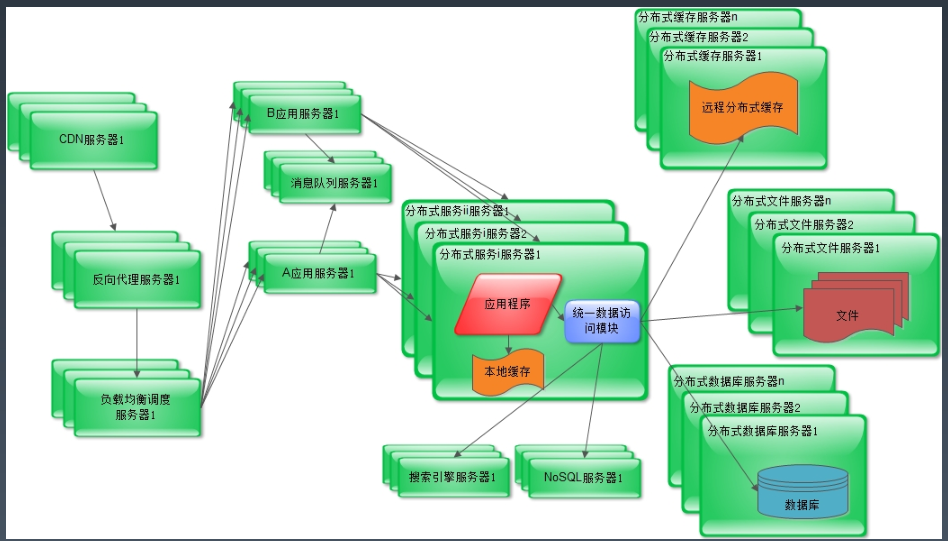 分布式缓存服务器n
分布式缓存服务器2
分布式缓存服务器1
远程分布式缓存
B应用服务器1
CDN服务器1
消息队列服务器1
分布式服务ii服务器1
分布式服务i服务器2
分布式服务i服务器1
分布式文件服务器n
分布式文件服务器2
分布式文件服务器1
A应用服务器1
反向代理服务器1
应用程序
统一数据访
问模块
文件
本地缓存
负载均衡调度
服务器1
分布式数据库服务器n
分布式数据库服务器2
分布式数据库服务器1
搜索引擎服务器1
NoSQL服务器1
数据库